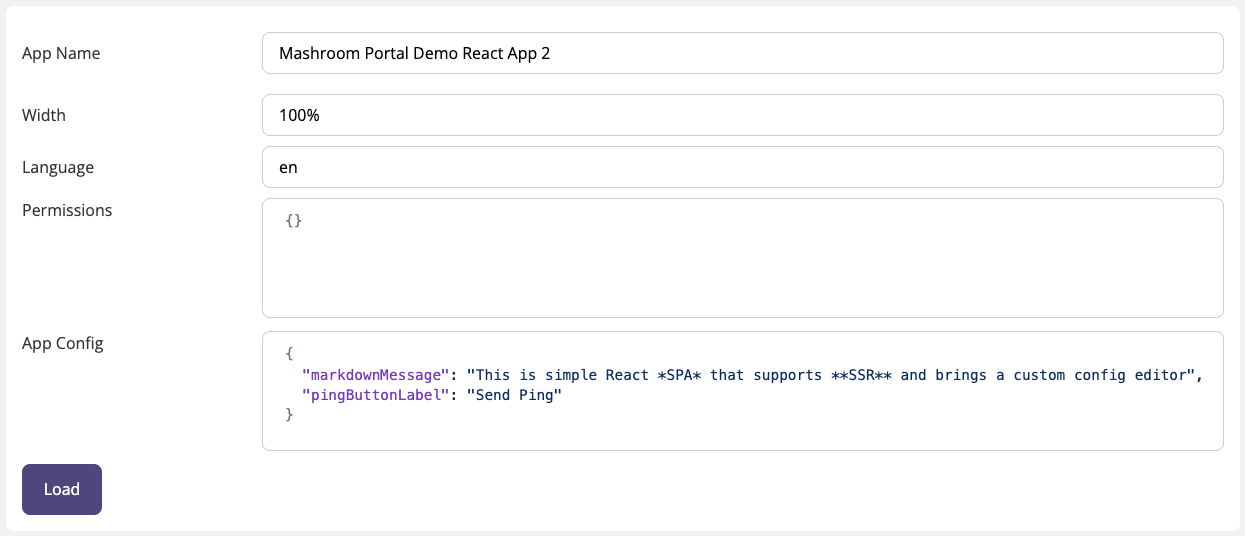 App Name
Mashroom Portal Demo React App 2
Width
100%
Language
en
Permissions
{}
App Config
{
  "markdownMessage": "This is simple React *SPA* that supports **SSR** and brings a custom config editor",
  "pingButtonLabel": "Send Ping"
}
Load